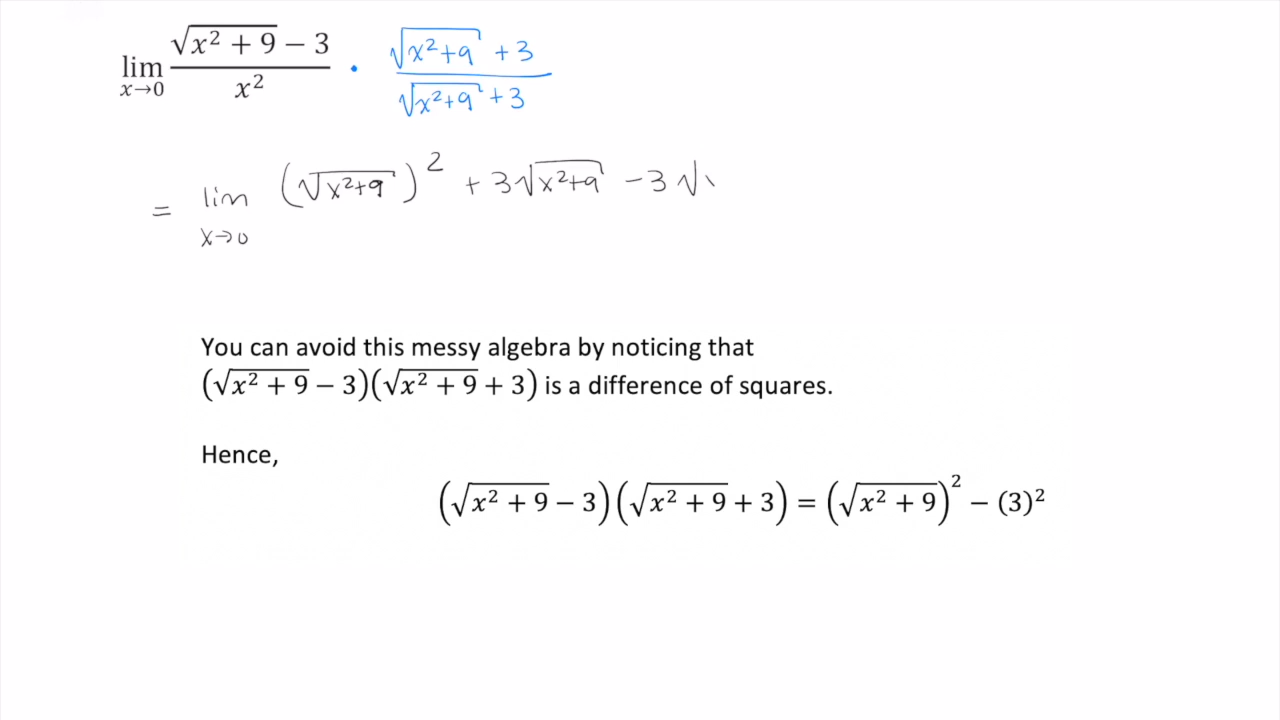 lim x→0 (√(x² + 9) − 3)/x² · (√(x²+9) + 3)/(√(x²+9) + 3)
= lim x→0 (√(x²+9))² + 3√(x²+9) − 3√
You can avoid this messy algebra by noticing that
(√(x² + 9) − 3)(√(x² + 9) + 3) is a difference of squares.
Hence,
(√(x² + 9) − 3)(√(x² + 9) + 3) = (√(x² + 9))² − (3)²